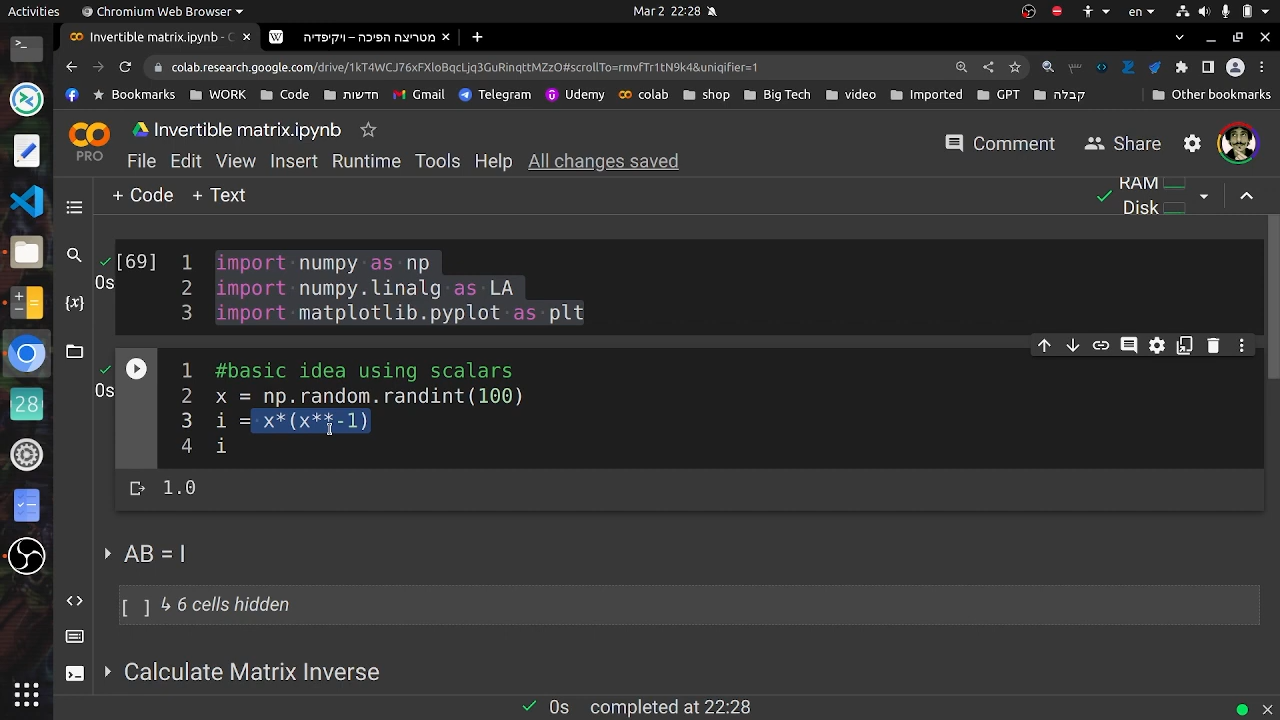 Activities
Chromium Web Browser
Mar 2 22:28
en
Invertible matrix.ipynb - C
מטריצה הפיכה – ויקיפדיה
colab.research.google.com/drive/1kT4WCJ76xFXIoBqcLjq3GuRinqttMZzO#scrollTo=rmvfTr1tN9k4&uniqifier=1
Bookmarks WORK Code חדשות Gmail Telegram Udemy colab shop Big Tech video Imported GPT קבלה Other bookmarks
PRO
Invertible matrix.ipynb
File Edit View Insert Runtime Tools Help All changes saved
Comment Share
+ Code + Text
RAM
Disk
[69]
0s
1 import numpy as np
2 import numpy.linalg as LA
3 import matplotlib.pyplot as plt
0s
1 #basic idea using scalars
2 x = np.random.randint(100)
3 i = x*(x**-1)
4 i
1.0
AB = I
[ ] ↳ 6 cells hidden
Calculate Matrix Inverse
0s completed at 22:28
28